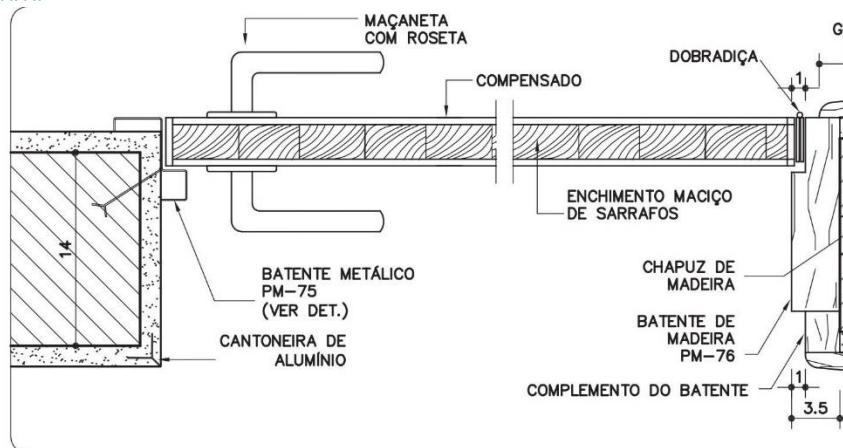 MAÇANETA
COM ROSETA
G
DOBRADIÇA
1
COMPENSADO
ENCHIMENTO MACIÇO
DE SARRAFOS
14
BATENTE METÁLICO
PM-75
(VER DET.)
CANTONEIRA DE
ALUMÍNIO
CHAPUZ DE
MADEIRA
BATENTE DE
MADEIRA
PM-76
COMPLEMENTO DO BATENTE
1
3.5